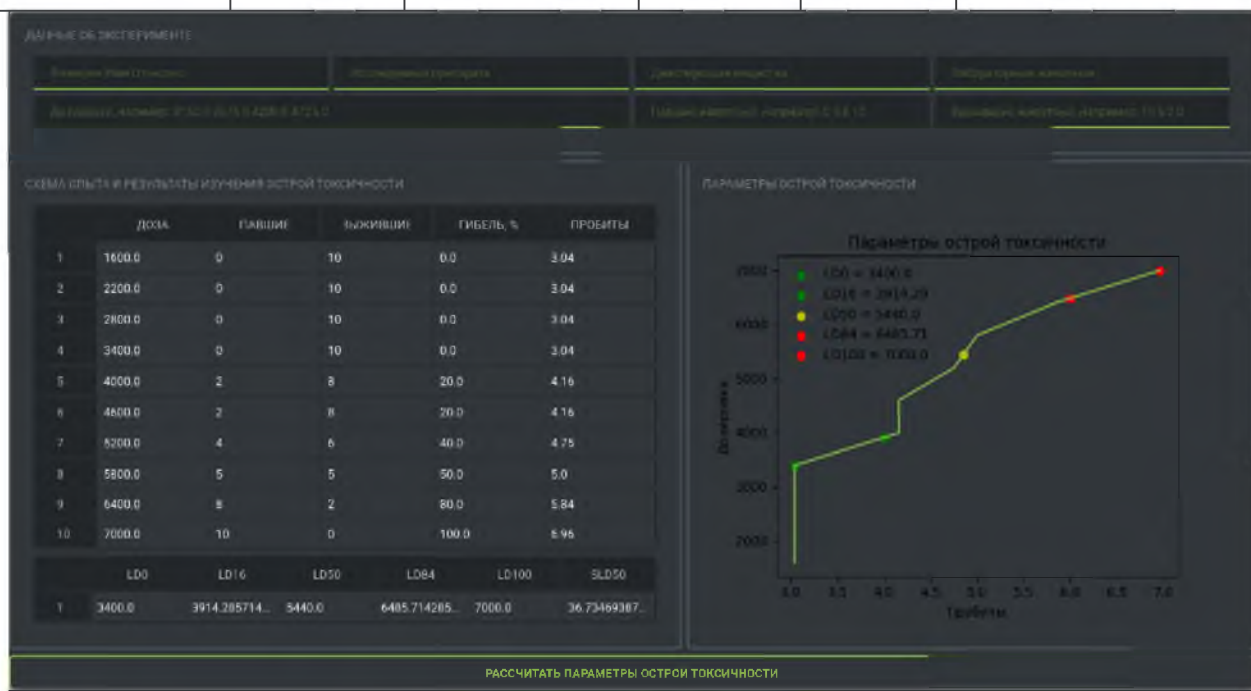 ДАННЫЕ ОБ ЭКСПЕРИМЕНТЕ
СХЕМА ОПЫТА И РЕЗУЛЬТАТЫ ИЗУЧЕНИЯ ОСТРОЙ ТОКСИЧНОСТИ
ДОЗА ПАВШИЕ ВЫЖИВШИЕ ГИБЕЛЬ, % ПРОБИТЫ
1 1600.0 0 10 0.0 3.04
2 2200.0 0 10 0.0 3.04
3 2800.0 0 10 0.0 3.04
4 3400.0 0 10 0.0 3.04
5 4000.0 2 8 20.0 4.16
6 4600.0 2 8 20.0 4.16
7 5200.0 4 6 40.0 4.75
8 5800.0 5 5 50.0 5.0
9 6400.0 8 2 80.0 5.84
10 7000.0 10 0 100.0 6.96
LD0 LD16 LD50 LD84 LD100 SLD50
1 3400.0 3914.285714... 5440.0 6485.714285... 7000.0 36.73469387...
ПАРАМЕТРЫ ОСТРОЙ ТОКСИЧНОСТИ
Параметры острой токсичности
LD0 = 3400.0
LD16 = 3914.29
LD50 = 5440.0
LD84 = 6485.71
LD100 = 7000.0
7000
6000
5000
4000
3000
2000
3.0 3.5 4.0 4.5 5.0 5.5 6.0 6.5 7.0
Пробиты
РАССЧИТАТЬ ПАРАМЕТРЫ ОСТРОЙ ТОКСИЧНОСТИ